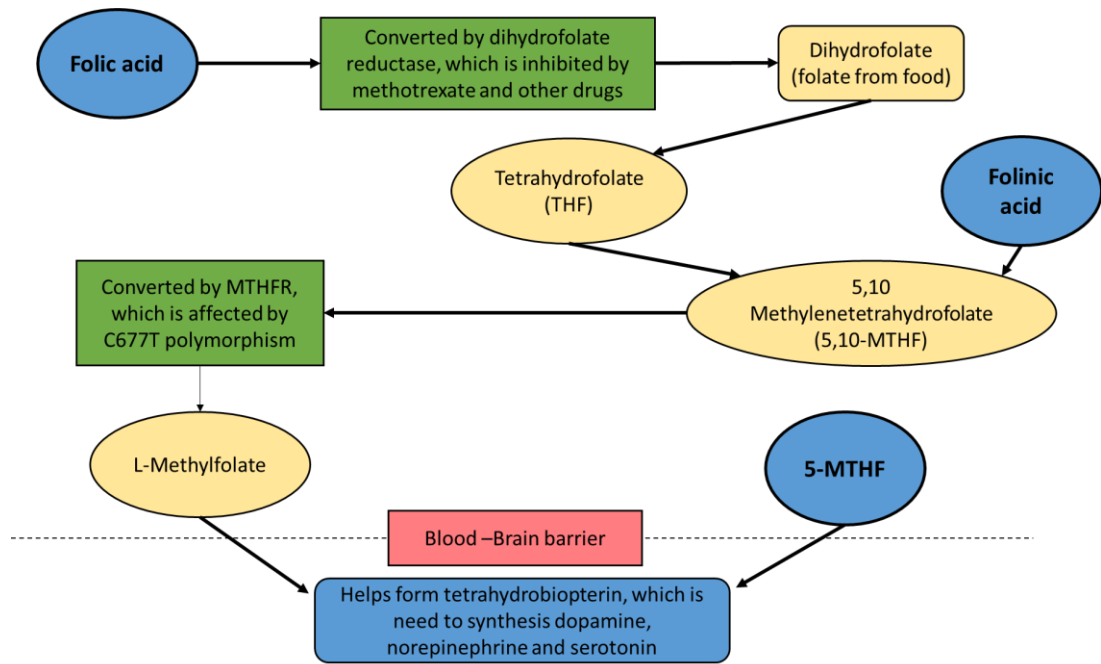 Folic acid
Converted by dihydrofolate
reductase, which is inhibited by
methotrexate and other drugs
Dihydrofolate
(folate from food)
Tetrahydrofolate
(THF)
Folinic
acid
Converted by MTHFR,
which is affected by
C677T polymorphism
5,10
Methylenetetrahydrofolate
(5,10-MTHF)
L-Methylfolate
5-MTHF
Blood –Brain barrier
Helps form tetrahydrobiopterin, which is
need to synthesis dopamine,
norepinephrine and serotonin